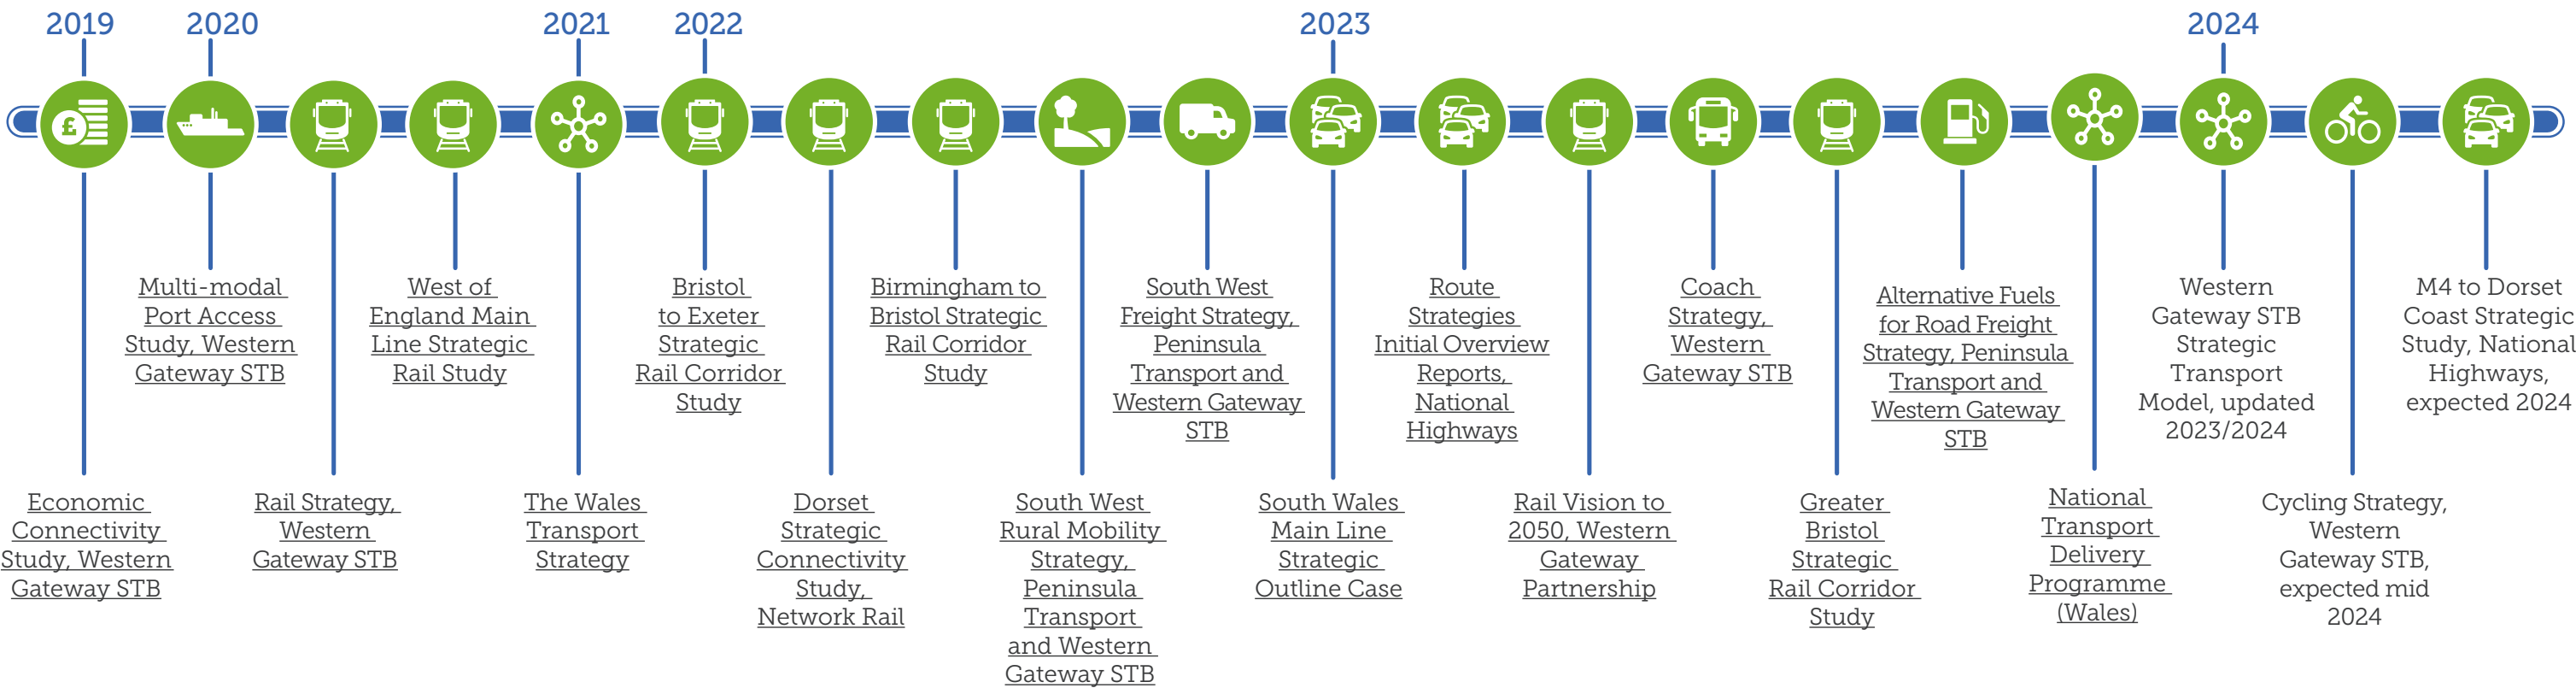 2019
2020
2021
2022
2023
2024
£
Economic
Connectivity
Study, Western
Gateway STB
Multi-modal
Port Access
Study, Western
Gateway STB
Rail Strategy,
Western
Gateway STB
West of
England Main
Line Strategic
Rail Study
The Wales
Transport
Strategy
Bristol
to Exeter
Strategic
Rail Corridor
Study
Dorset
Strategic
Connectivity
Study,
Network Rail
Birmingham to
Bristol Strategic
Rail Corridor
Study
South West
Rural Mobility
Strategy,
Peninsula
Transport
and Western
Gateway STB
South West
Freight Strategy,
Peninsula
Transport and
Western Gateway
STB
South Wales
Main Line
Strategic
Outline Case
Route
Strategies
Initial Overview
Reports,
National
Highways
Rail Vision to
2050, Western
Gateway
Partnership
Coach
Strategy,
Western
Gateway STB
Greater
Bristol
Strategic
Rail Corridor
Study
Alternative Fuels
for Road Freight
Strategy, Peninsula
Transport and
Western Gateway
STB
National
Transport
Delivery
Programme
(Wales)
Western
Gateway STB
Strategic
Transport
Model, updated
2023/2024
Cycling Strategy,
Western
Gateway STB,
expected mid
2024
M4 to Dorset
Coast Strategic
Study, National
Highways,
expected 2024